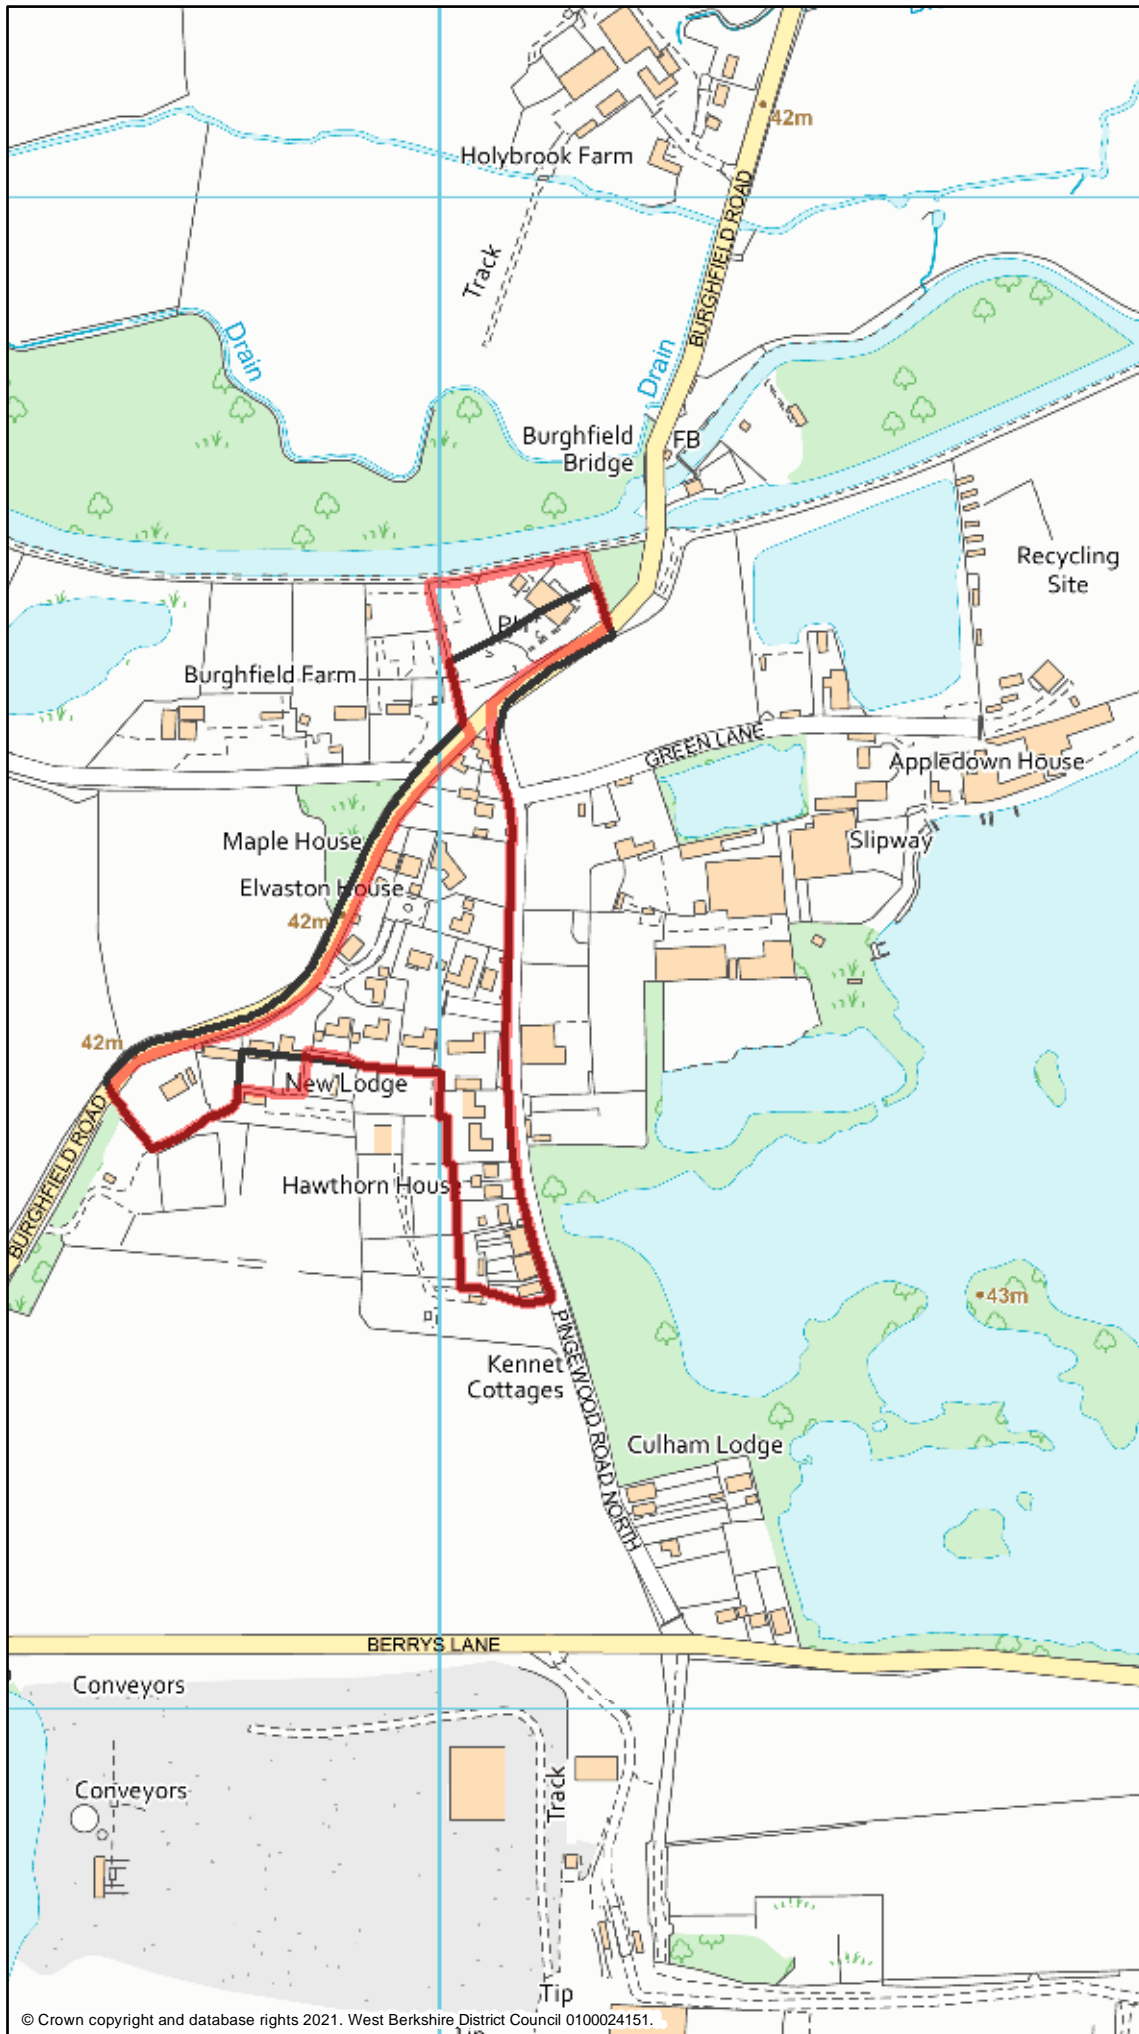 42m
Holybrook Farm
BURGHFIELD ROAD
Track
Drain
Drain
Burghfield
Bridge
FB
Recycling
Site
PH
Burghfield Farm
GREEN LANE
Appledown House
Maple House
Slipway
Elvaston House
42m
42m
New Lodge
BURGHFIELD ROAD
Hawthorn House
43m
PINGEWOOD ROAD NORTH
Kennet
Cottages
Culham Lodge
BERRYS LANE
Conveyors
Conveyors
Track
Tip
© Crown copyright and database rights 2021. West Berkshire District Council 0100024151.